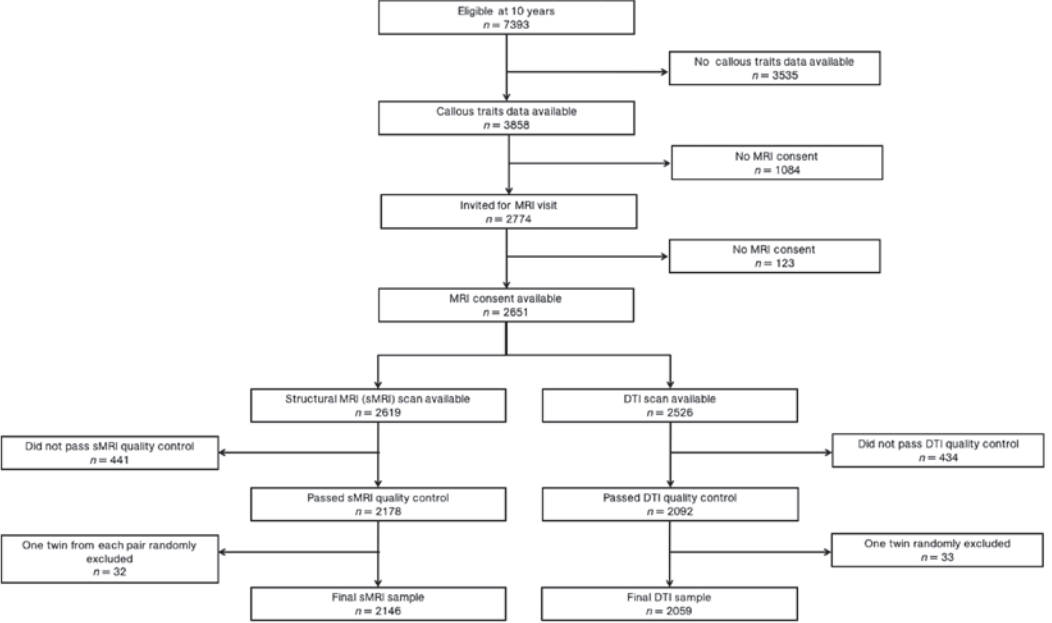 Eligible at 10 years
n = 7393
No callous traits data available
n = 3535
Callous traits data available
n = 3858
No MRI consent
n = 1084
Invited for MRI visit
n = 2774
No MRI consent
n = 123
MRI consent available
n = 2651
Structural MRI (sMRI) scan available
n = 2619
DTI scan available
n = 2526
Did not pass sMRI quality control
n = 441
Did not pass DTI quality control
n = 434
Passed sMRI quality control
n = 2178
Passed DTI quality control
n = 2092
One twin from each pair randomly
excluded
n = 32
One twin randomly excluded
n = 33
Final sMRI sample
n = 2146
Final DTI sample
n = 2059